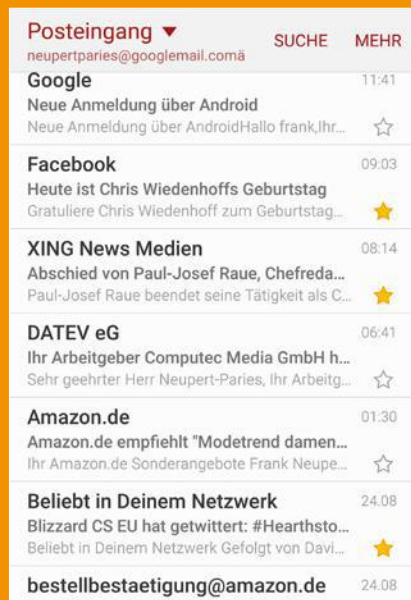 Posteingang ▼
SUCHE MEHR
neupertparies@googlemail.comä
Google 11:41
Neue Anmeldung über Android
Neue Anmeldung über AndroidHallo frank,Ihr...
Facebook 09:03
Heute ist Chris Wiedenhoffs Geburtstag
Gratuliere Chris Wiedenhoff zum Geburtstag...
XING News Medien 08:14
Abschied von Paul-Josef Raue, Chefreda...
Paul-Josef Raue beendet seine Tätigkeit als C...
DATEV eG 06:41
Ihr Arbeitgeber Computec Media GmbH h...
Sehr geehrter Herr Neupert-Paries, Ihr Arbeitg...
Amazon.de 01:30
Amazon.de empfiehlt "Modetrend damen...
Ihr Amazon.de Sonderangebote Frank Neupe...
Beliebt in Deinem Netzwerk 24.08
Blizzard CS EU hat getwittert: #Hearthsto...
Beliebt in Deinem Netzwerk Gefolgt von Davi...
bestellbestaetigung@amazon.de 24.08